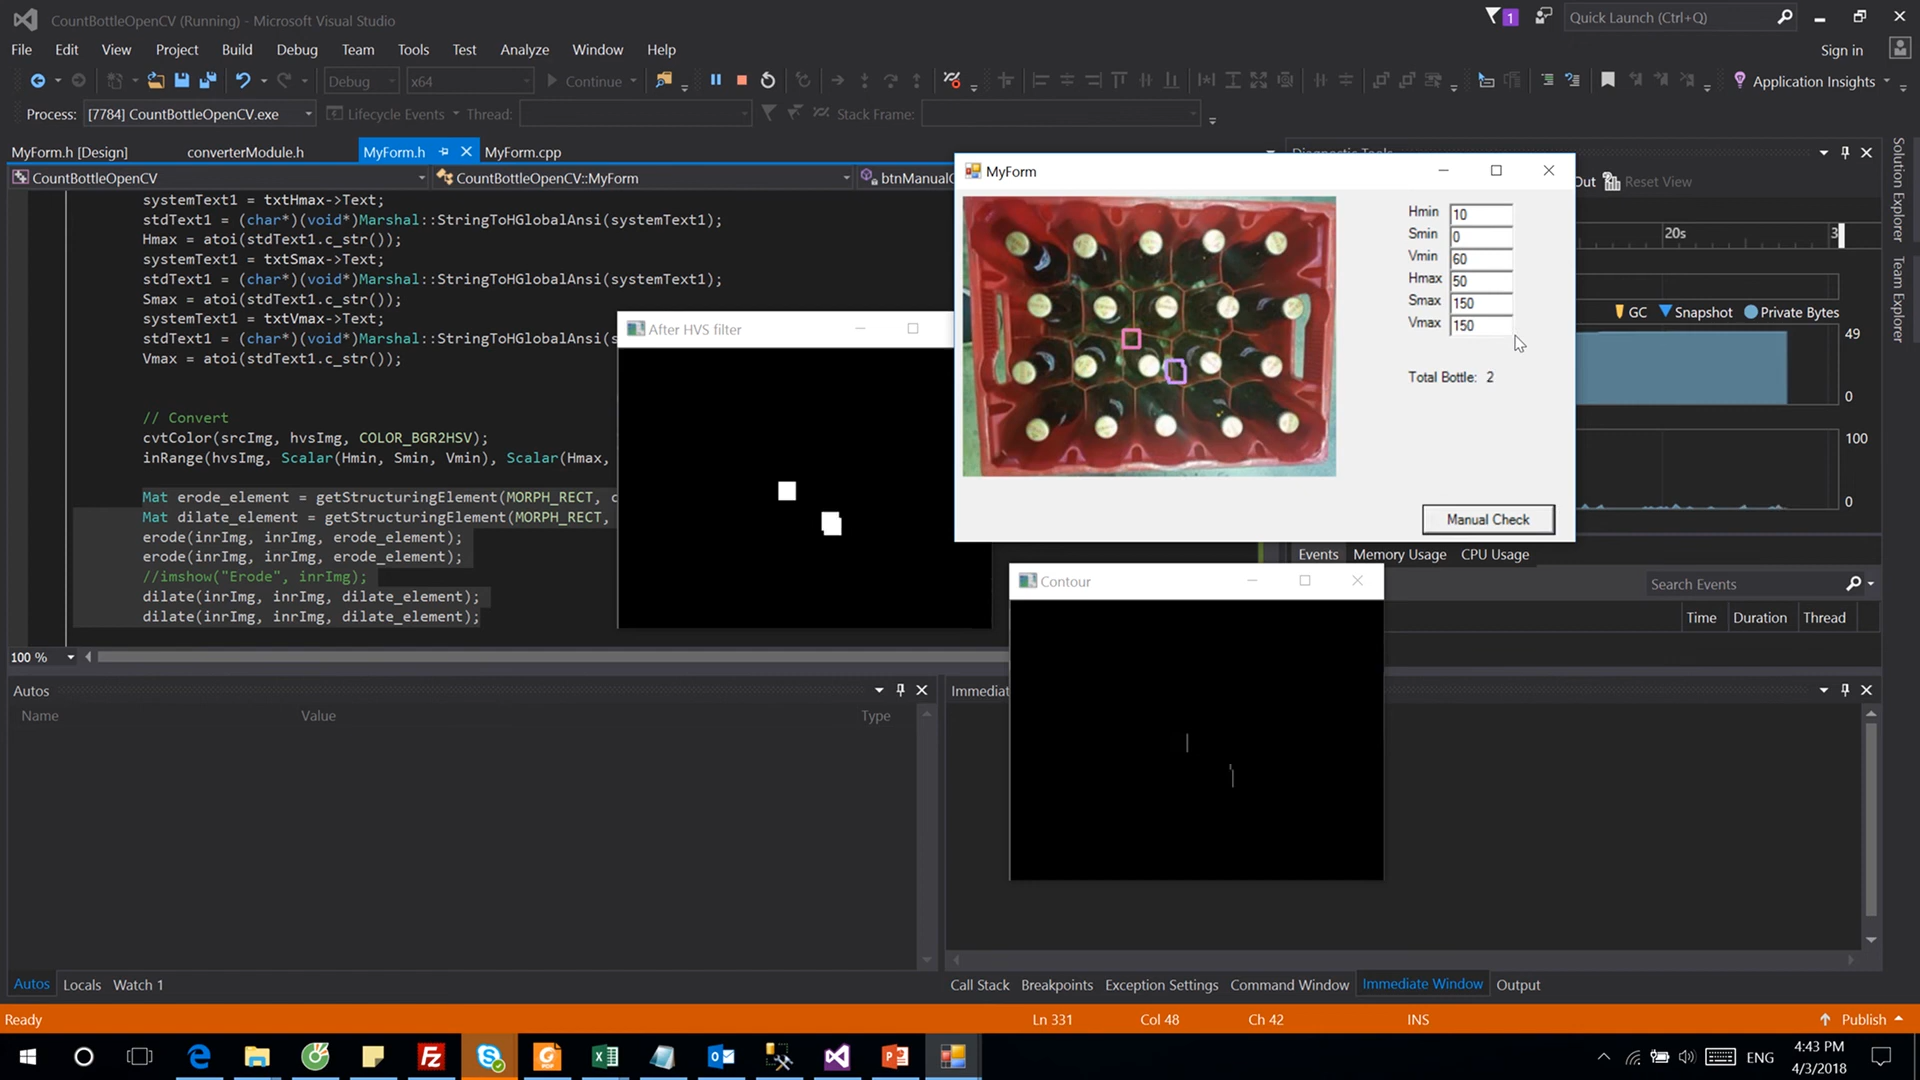 CountBottleOpenCV (Running) - Microsoft Visual Studio
1
Quick Launch (Ctrl+Q)
File Edit View Project Build Debug Team Tools Test Analyze Window Help
Sign in
Debug x64 Continue
Application Insights
Process: [7784] CountBottleOpenCV.exe Lifecycle Events Thread: Stack Frame:
MyForm.h [Design] converterModule.h MyForm.h MyForm.cpp
CountBottleOpenCV CountBottleOpenCV::MyForm
systemText1 = txtHmax->Text;
stdText1 = (char*)(void*)Marshal::StringToHGlobalAnsi(systemText1);
Hmax = atoi(stdText1.c_str());
systemText1 = txtSmax->Text;
stdText1 = (char*)(void*)Marshal::StringToHGlobalAnsi(systemText1);
Smax = atoi(stdText1.c_str());
systemText1 = txtVmax->Text;
stdText1 = (char*)(void*)Marshal::StringToHGlobalAnsi(s
Vmax = atoi(stdText1.c_str());
// Convert
cvtColor(srcImg, hvsImg, COLOR_BGR2HSV);
inRange(hvsImg, Scalar(Hmin, Smin, Vmin), Scalar(Hmax,
Mat erode_element = getStructuringElement(MORPH_RECT, c
Mat dilate_element = getStructuringElement(MORPH_RECT,
erode(inrImg, inrImg, erode_element);
erode(inrImg, inrImg, erode_element);
//imshow("Erode", inrImg);
dilate(inrImg, inrImg, dilate_element);
dilate(inrImg, inrImg, dilate_element);
100 %
After HVS filter
MyForm
Hmin 10
Smin 0
Vmin 60
Hmax 50
Smax 150
Vmax 150
Total Bottle: 2
Manual Check
Contour
Out Reset View
20s
GC Snapshot Private Bytes
49
0
100
0
Events Memory Usage CPU Usage
Search Events
Time Duration Thread
Solution Explorer
Team Explorer
Autos
Name Value Type
Immediat
Autos Locals Watch 1
Call Stack Breakpoints Exception Settings Command Window Immediate Window Output
Ready
Ln 331 Col 48 Ch 42 INS
Publish
ENG
4:43 PM
4/3/2018